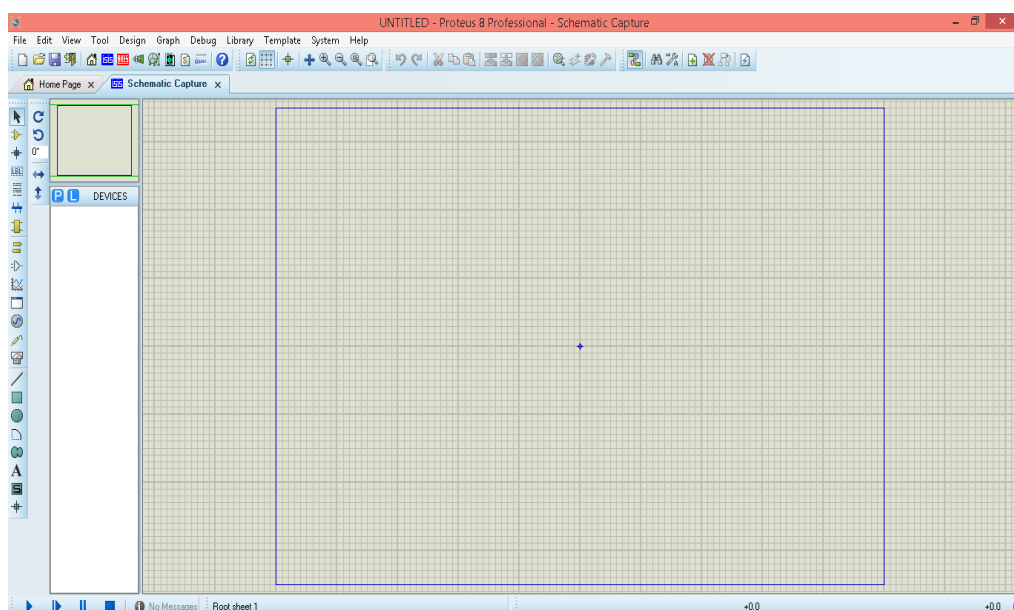 UNTITLED - Proteus 8 Professional - Schematic Capture
File Edit View Tool Design Graph Debug Library Template System Help
Home Page x Schematic Capture x
0°
LBL
P L DEVICES
A
S
No Messages Root sheet 1 +0.0 +0.0